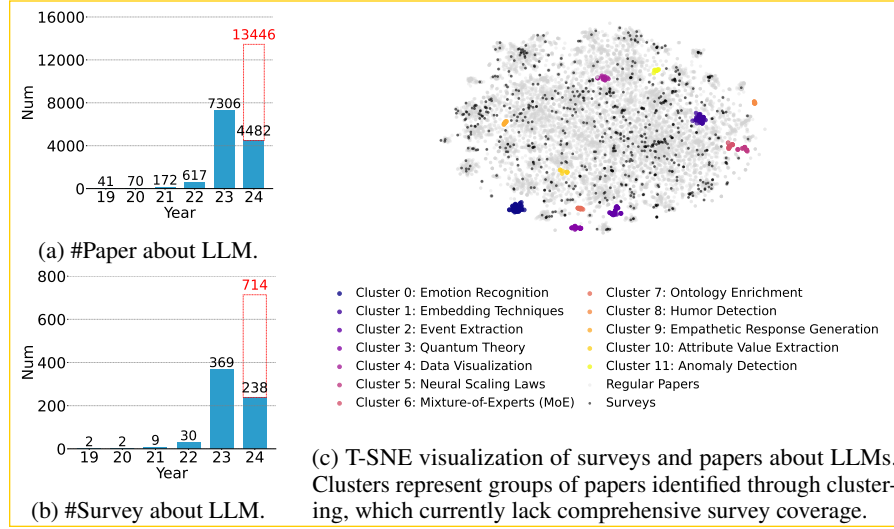 16000
12000
8000
4000
0
Num
41
70
172
617
7306
4482
13446
19 20 21 22 23 24
Year
(a) #Paper about LLM.
800
600
400
200
0
Num
2
2
9
30
369
238
714
19 20 21 22 23 24
Year
(b) #Survey about LLM.
Cluster 0: Emotion Recognition
Cluster 1: Embedding Techniques
Cluster 2: Event Extraction
Cluster 3: Quantum Theory
Cluster 4: Data Visualization
Cluster 5: Neural Scaling Laws
Cluster 6: Mixture-of-Experts (MoE)
Cluster 7: Ontology Enrichment
Cluster 8: Humor Detection
Cluster 9: Empathetic Response Generation
Cluster 10: Attribute Value Extraction
Cluster 11: Anomaly Detection
Regular Papers
Surveys
(c) T-SNE visualization of surveys and papers about LLMs.
Clusters represent groups of papers identified through cluster-
ing, which currently lack comprehensive survey coverage.